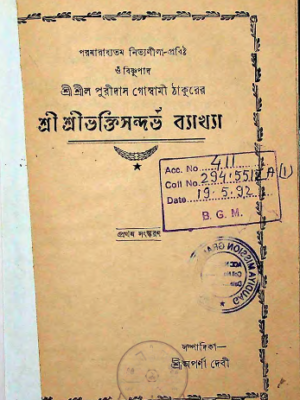 পরমারাধ্যতম নিত্যলীলা-প্রবিষ্ট
ওঁ বিষ্ণুপাদ
শ্রীশ্রীল পুরীদাস গোস্বামী ঠাকুরের
শ্রীশ্রীভক্তিসন্দর্ভ ব্যাখ্যা
Acc. No 411
Coll No 294.5512 A(1)
Date 19.5.92
B. G. M.
প্রথম সংস্করণ
সম্পাদিকা—
শ্রীঅপর্ণা দেবী